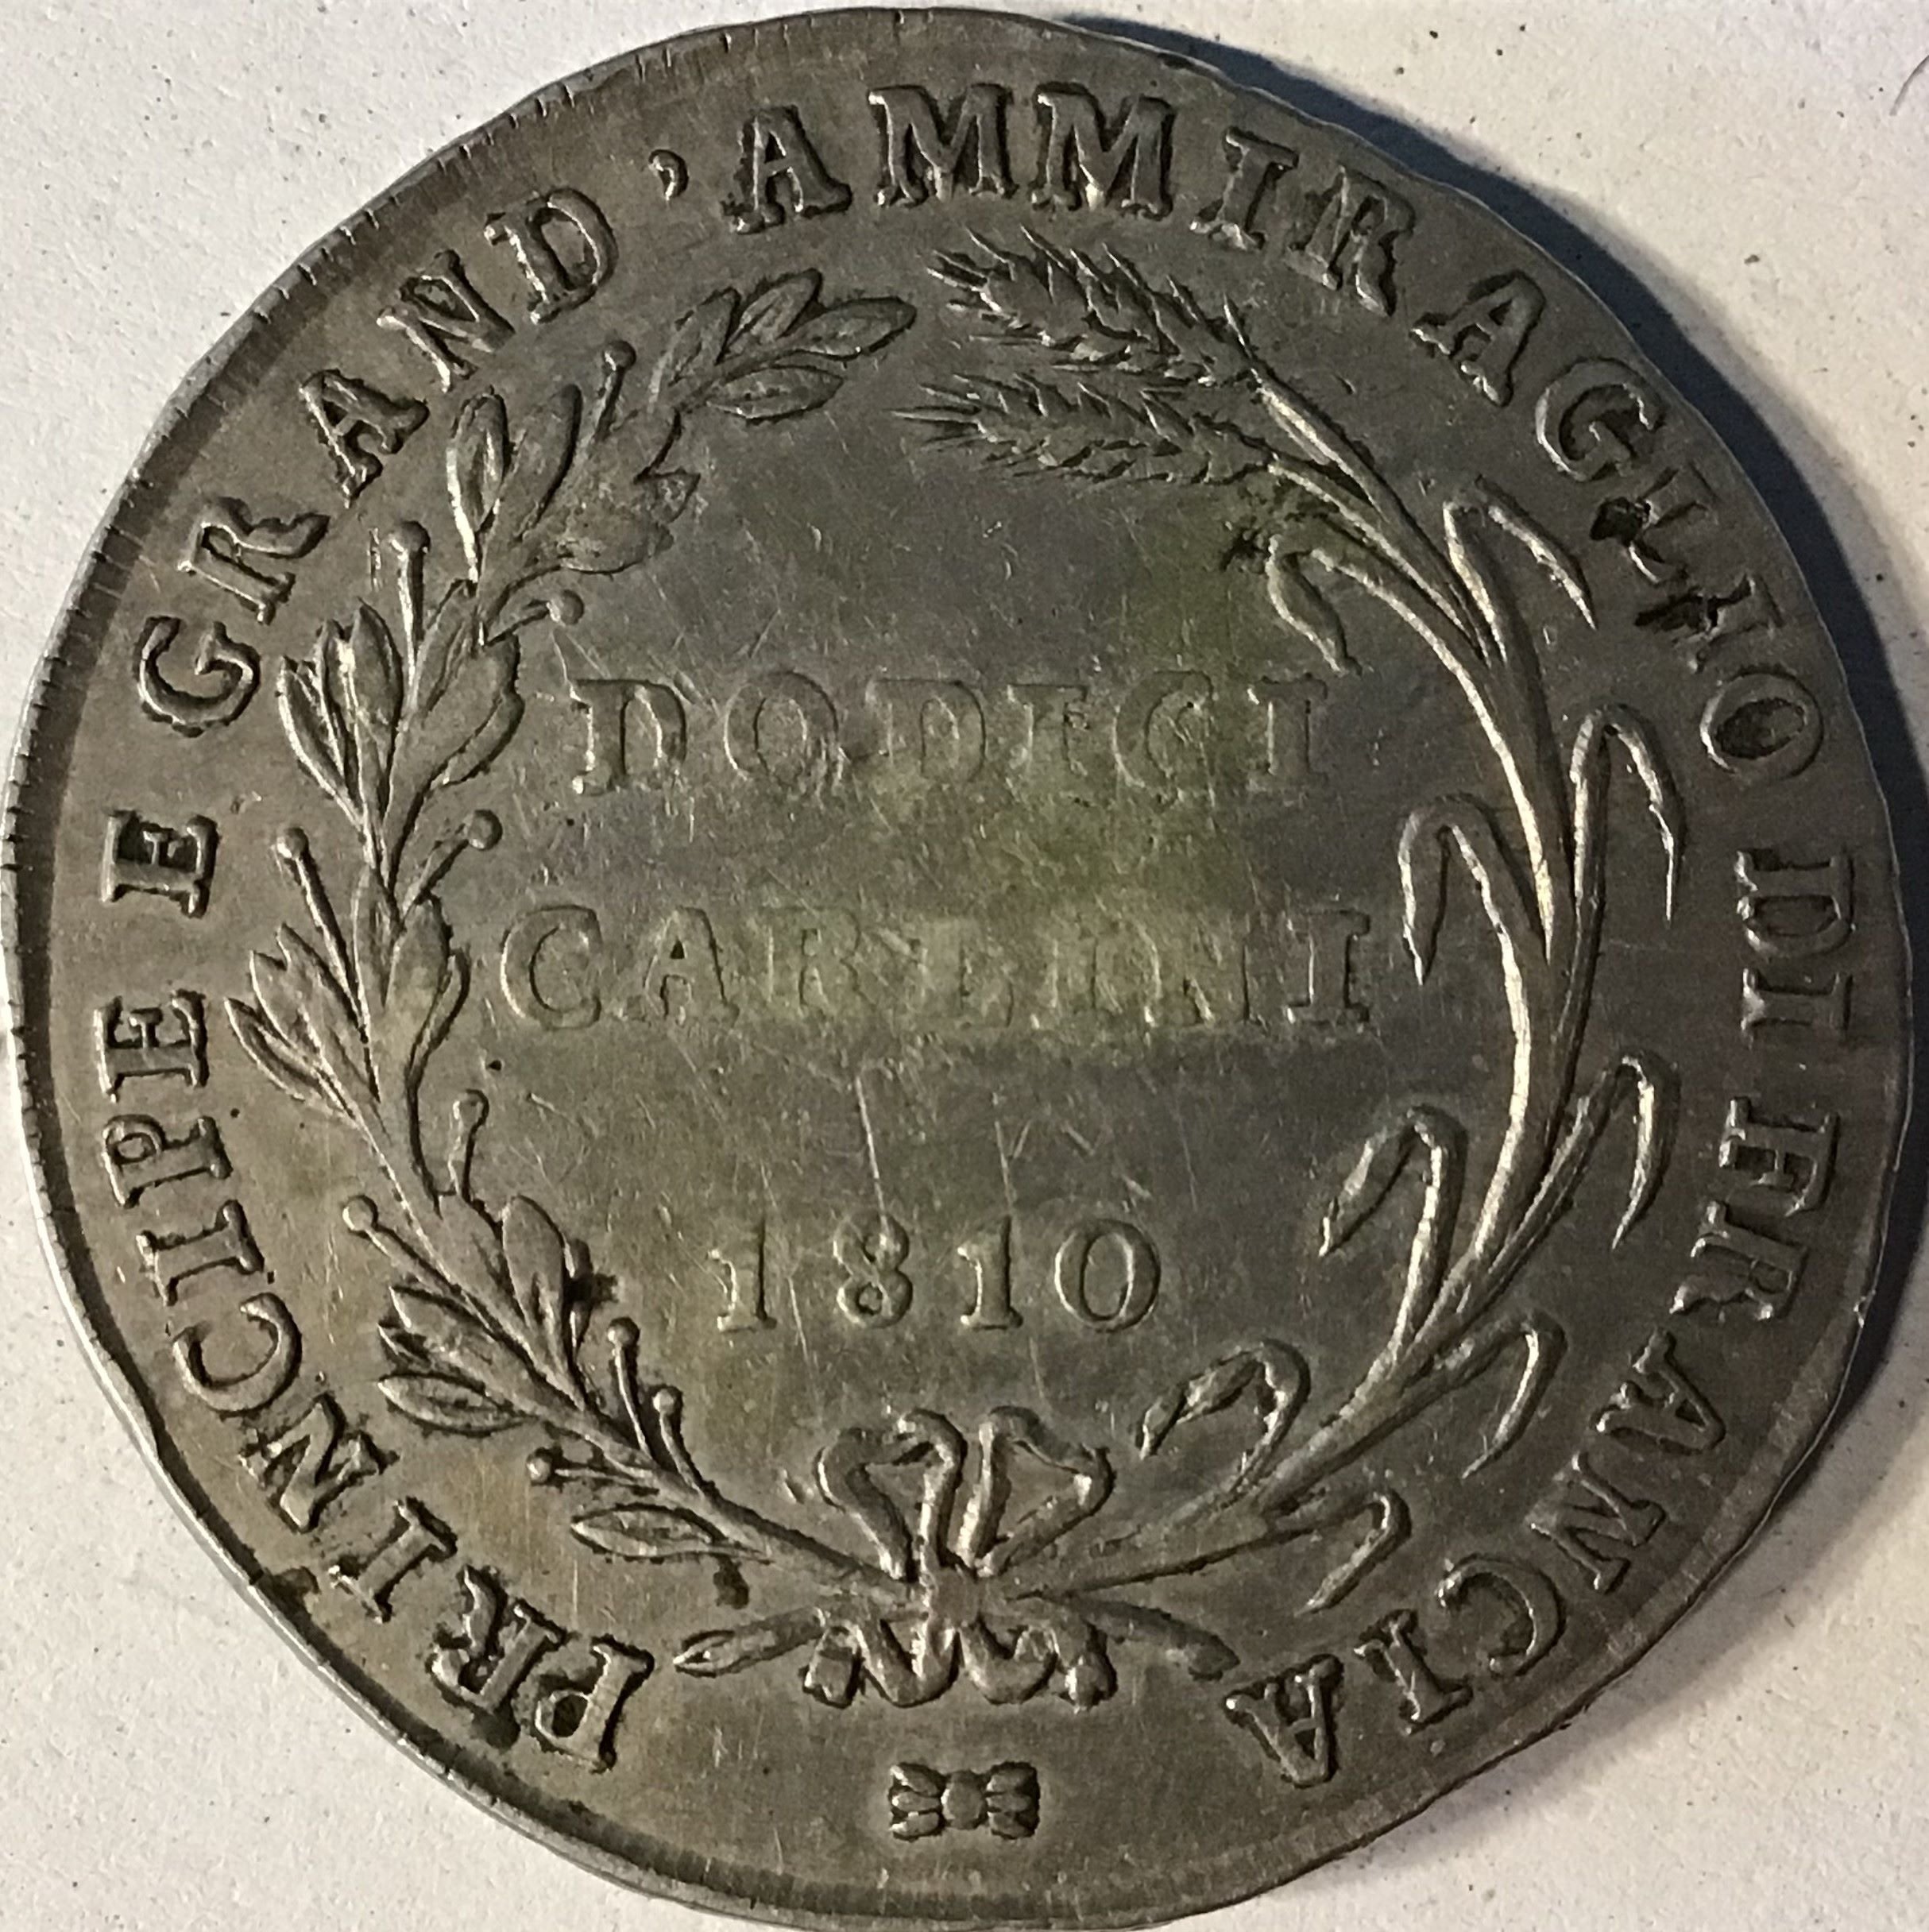 PRINCIPE E GRAND'AMMIRAGLIO DI FRANCIA
DODICI
CARLINI
1810